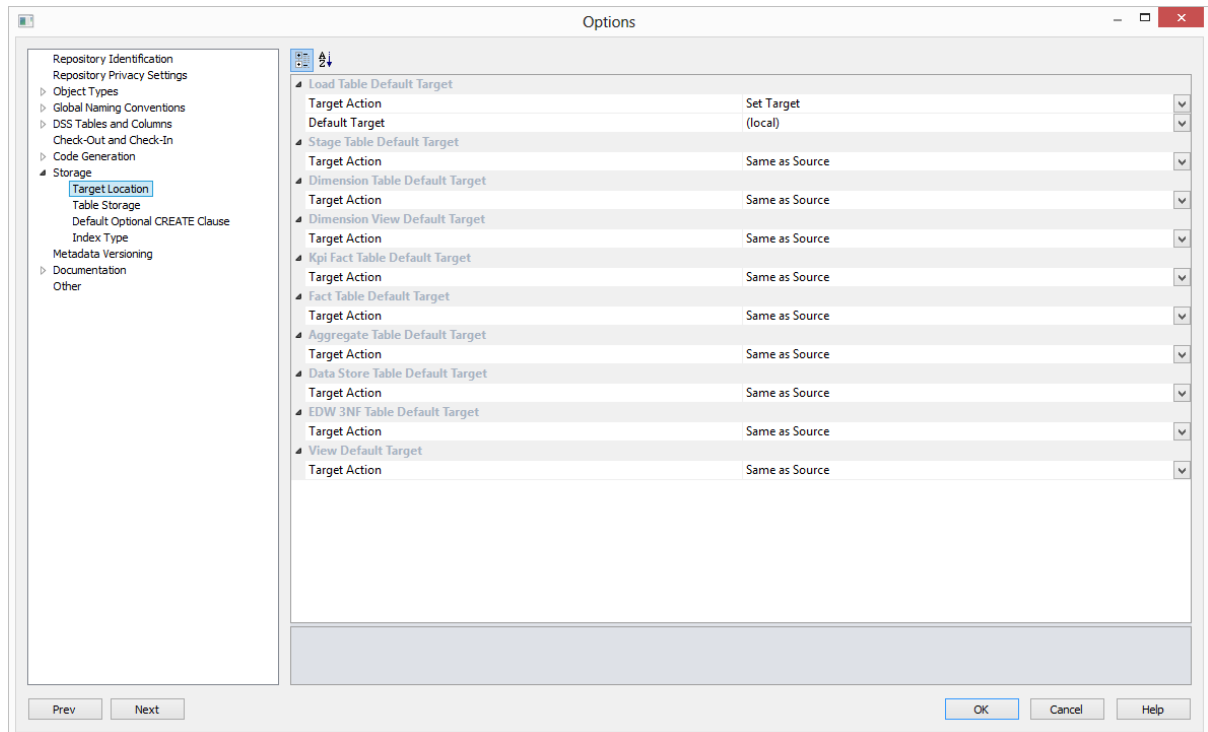 Options
Repository Identification
Repository Privacy Settings
Object Types
Global Naming Conventions
DSS Tables and Columns
Check-Out and Check-In
Code Generation
Storage
Target Location
Table Storage
Default Optional CREATE Clause
Index Type
Metadata Versioning
Documentation
Other
Load Table Default Target
Target Action Set Target
Default Target (local)
Stage Table Default Target
Target Action Same as Source
Dimension Table Default Target
Target Action Same as Source
Dimension View Default Target
Target Action Same as Source
Kpi Fact Table Default Target
Target Action Same as Source
Fact Table Default Target
Target Action Same as Source
Aggregate Table Default Target
Target Action Same as Source
Data Store Table Default Target
Target Action Same as Source
EDW 3NF Table Default Target
Target Action Same as Source
View Default Target
Target Action Same as Source
Prev Next OK Cancel Help